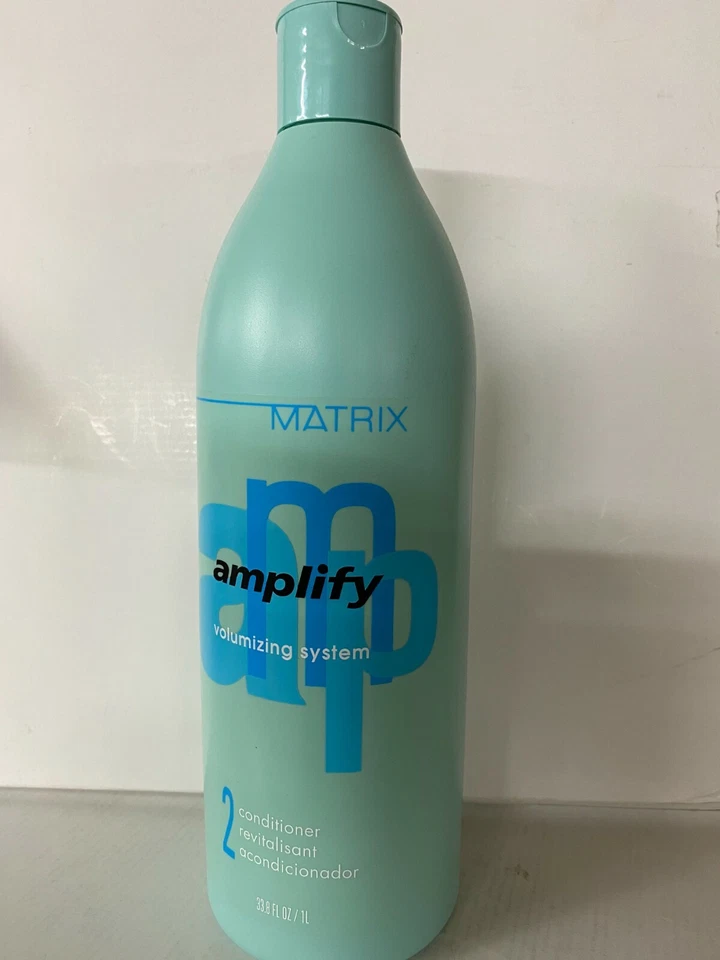 MATRIX
amp
amplify
volumizing system
2
conditioner
revitalisant
acondicionador
33.8 FL OZ / 1L